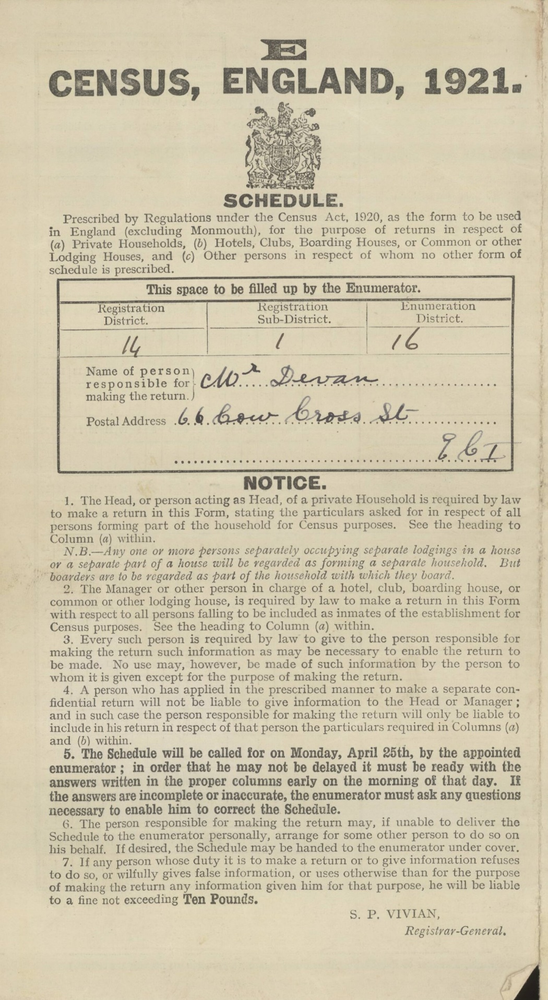 E
CENSUS, ENGLAND, 1921.
DIEU ET MON DROIT
SCHEDULE.
Prescribed by Regulations under the Census Act, 1920, as the form to be used
in England (excluding Monmouth), for the purpose of returns in respect of
(a) Private Households, (b) Hotels, Clubs, Boarding Houses, or Common or other
Lodging Houses, and (c) Other persons in respect of whom no other form of
schedule is prescribed.
This space to be filled up by the Enumerator.
Registration District. Registration Sub-District. Enumeration District.
14 1 16
Name of person responsible for making the return. Mr Devan
Postal Address 66 Cow Cross St
E C 1
NOTICE.
1. The Head, or person acting as Head, of a private Household is required by law
to make a return in this Form, stating the particulars asked for in respect of all
persons forming part of the household for Census purposes. See the heading to
Column (a) within.
N.B.—Any one or more persons separately occupying separate lodgings in a house
or a separate part of a house will be regarded as forming a separate household. But
boarders are to be regarded as part of the household with which they board.
2. The Manager or other person in charge of a hotel, club, boarding house, or
common or other lodging house, is required by law to make a return in this Form
with respect to all persons falling to be included as inmates of the establishment for
Census purposes. See the heading to Column (a) within.
3. Every such person is required by law to give to the person responsible for
making the return such information as may be necessary to enable the return to
be made. No use may, however, be made of such information by the person to
whom it is given except for the purpose of making the return.
4. A person who has applied in the prescribed manner to make a separate con-
fidential return will not be liable to give information to the Head or Manager;
and in such case the person responsible for making the return will only be liable to
include in his return in respect of that person the particulars required in Columns (a)
and (b) within.
5. The Schedule will be called for on Monday, April 25th, by the appointed
enumerator; in order that he may not be delayed it must be ready with the
answers written in the proper columns early on the morning of that day. If
the answers are incomplete or inaccurate, the enumerator must ask any questions
necessary to enable him to correct the Schedule.
6. The person responsible for making the return may, if unable to deliver the
Schedule to the enumerator personally, arrange for some other person to do so on
his behalf. If desired, the Schedule may be handed to the enumerator under cover.
7. If any person whose duty it is to make a return or to give information refuses
to do so, or wilfully gives false information, or uses otherwise than for the purpose
of making the return any information given him for that purpose, he will be liable
to a fine not exceeding Ten Pounds.
S. P. VIVIAN,
Registrar-General.